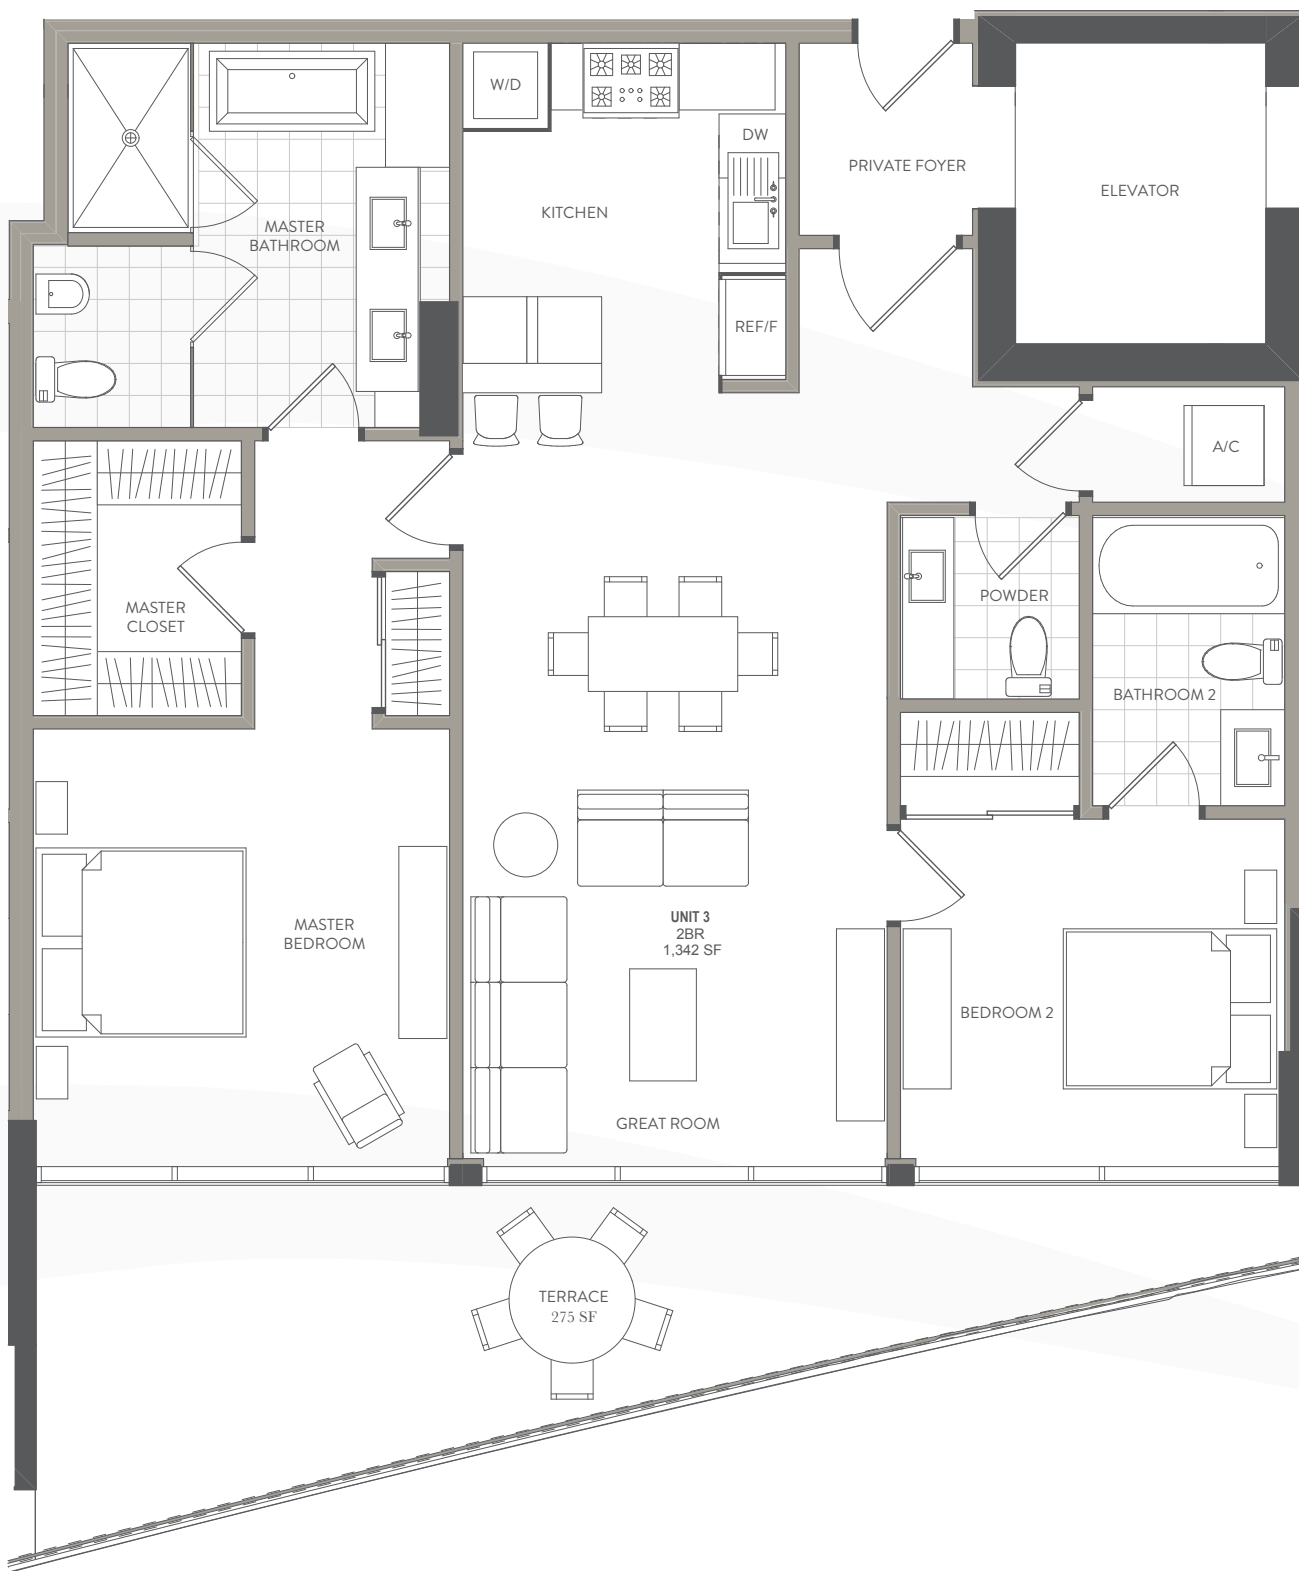 W/D
DW
PRIVATE FOYER
ELEVATOR
KITCHEN
MASTER
BATHROOM
REF/F
A/C
MASTER
CLOSET
POWDER
BATHROOM 2
MASTER
BEDROOM
UNIT 3
2BR
1,342 SF
BEDROOM 2
GREAT ROOM
TERRACE
275 SF